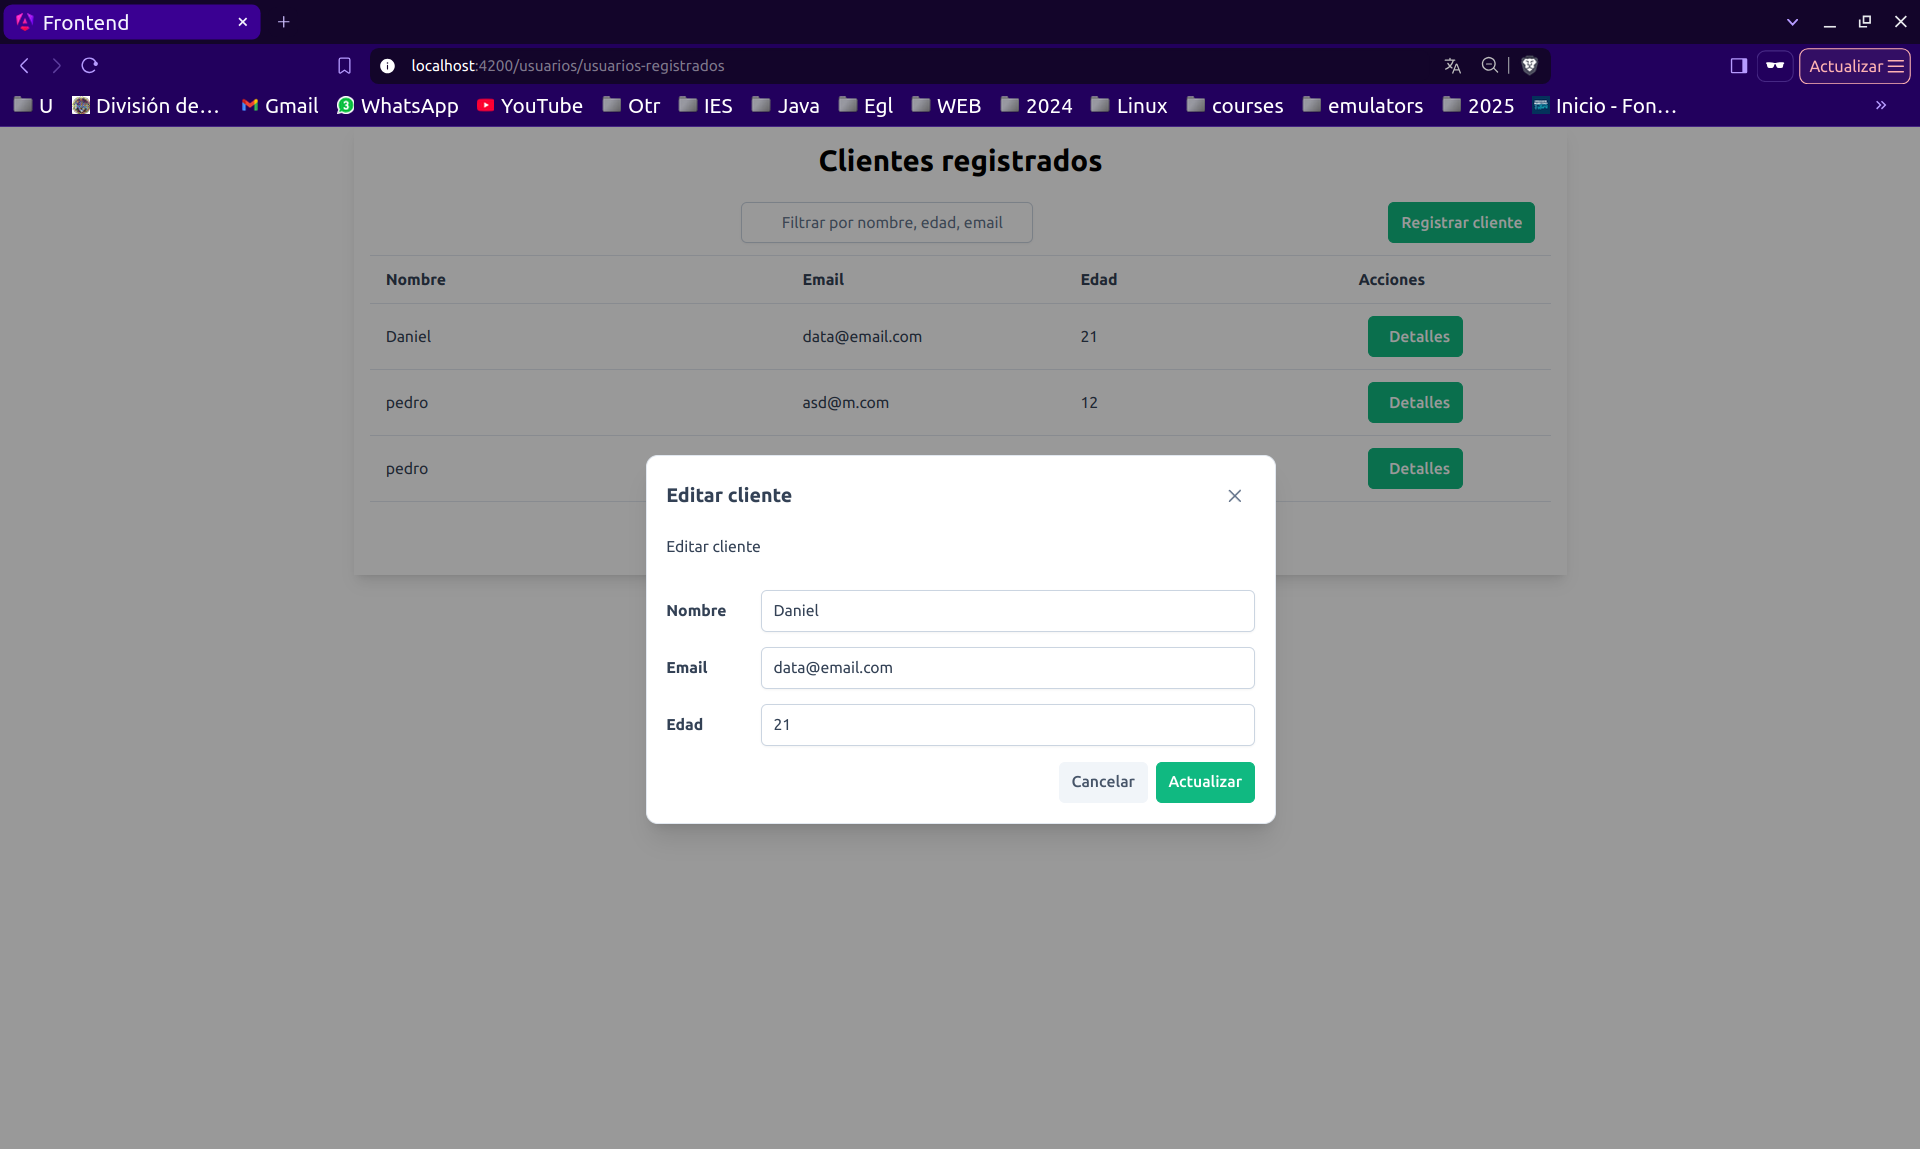 Frontend
localhost:4200/usuarios/usuarios-registrados
Actualizar
U División de... Gmail WhatsApp YouTube Otr IES Java Egl WEB 2024 Linux courses emulators 2025 Inicio - Fon...
Clientes registrados
Filtrar por nombre, edad, email Registrar cliente
Nombre Email Edad Acciones
Daniel data@email.com 21 Detalles
pedro asd@m.com 12 Detalles
pedro Detalles
Editar cliente
Editar cliente
Nombre Daniel
Email data@email.com
Edad 21
Cancelar Actualizar